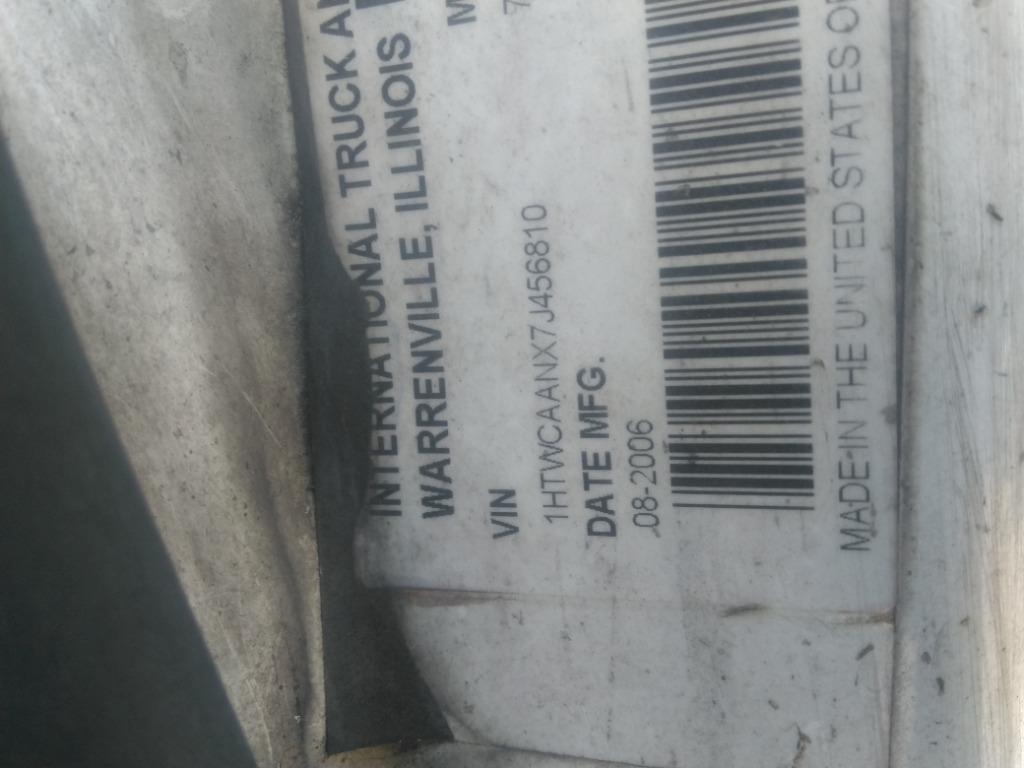 INTERNATIONAL TRUCK
WARRENVILLE, ILLINOIS
VIN
1HTWCAANX7J456810
DATE MFG.
08-2006
MADE IN THE UNITED STATES